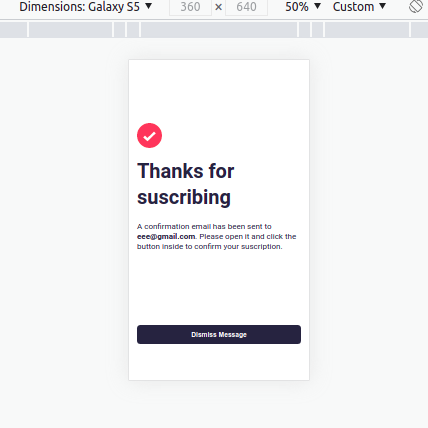 Dimensions: Galaxy S5 ▼ 360 × 640 50% ▼ Custom ▼
Thanks for
suscribing
A confirmation email has been sent to
eee@gmail.com. Please open it and click the
button inside to confirm your suscription.
Dismiss Message